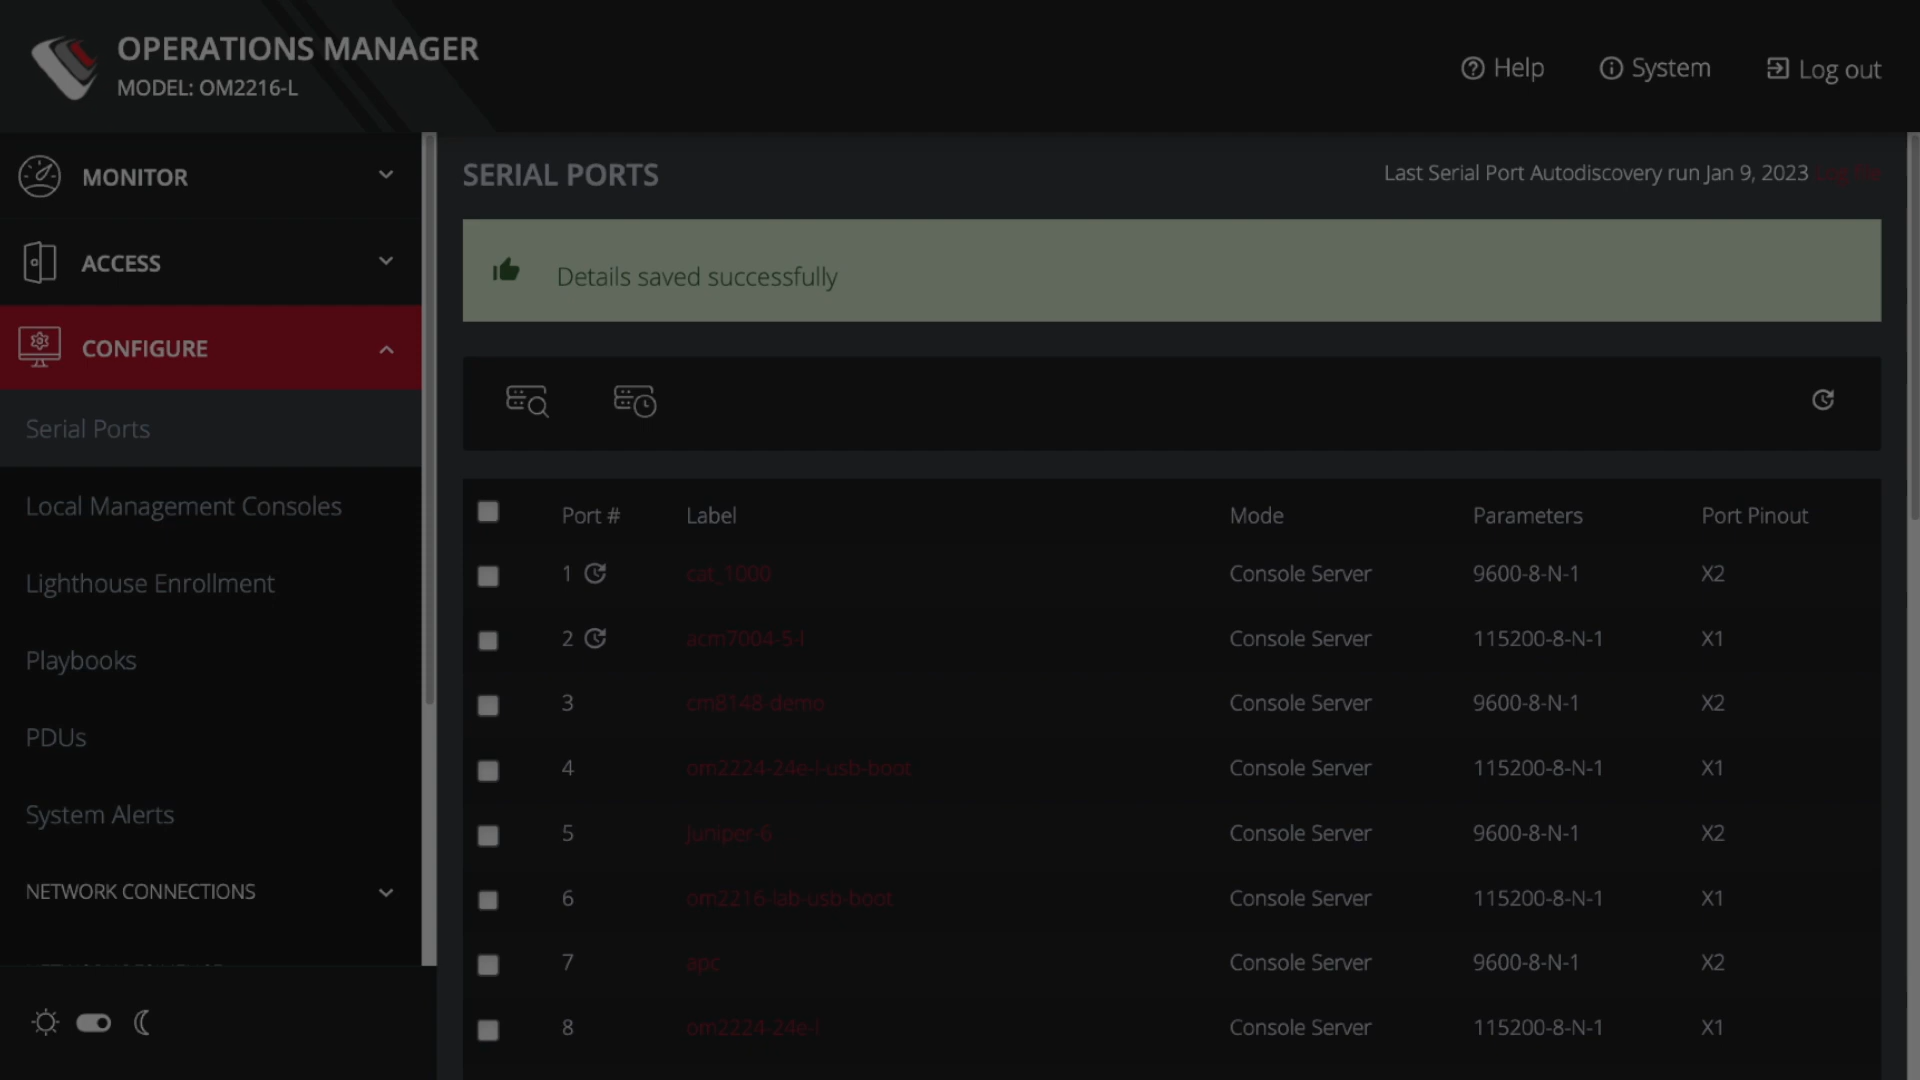 OPERATIONS MANAGER
MODEL: OM2216-L
Help
System
Log out
MONITOR
ACCESS
CONFIGURE
Serial Ports
Local Management Consoles
Lighthouse Enrollment
Playbooks
PDUs
System Alerts
NETWORK CONNECTIONS
SERIAL PORTS
Last Serial Port Autodiscovery run Jan 9, 2023
Details saved successfully
Port # Label Mode Parameters Port Pinout
1 cat_1000 Console Server 9600-8-N-1 X2
2 acm7004-5-l Console Server 115200-8-N-1 X1
3 cm8148-demo Console Server 9600-8-N-1 X2
4 om2224-24e-l-usb-boot Console Server 115200-8-N-1 X1
5 Juniper-6 Console Server 9600-8-N-1 X2
6 om2216-lab-usb-boot Console Server 115200-8-N-1 X1
7 apc Console Server 9600-8-N-1 X2
8 om2224-24e-l Console Server 115200-8-N-1 X1